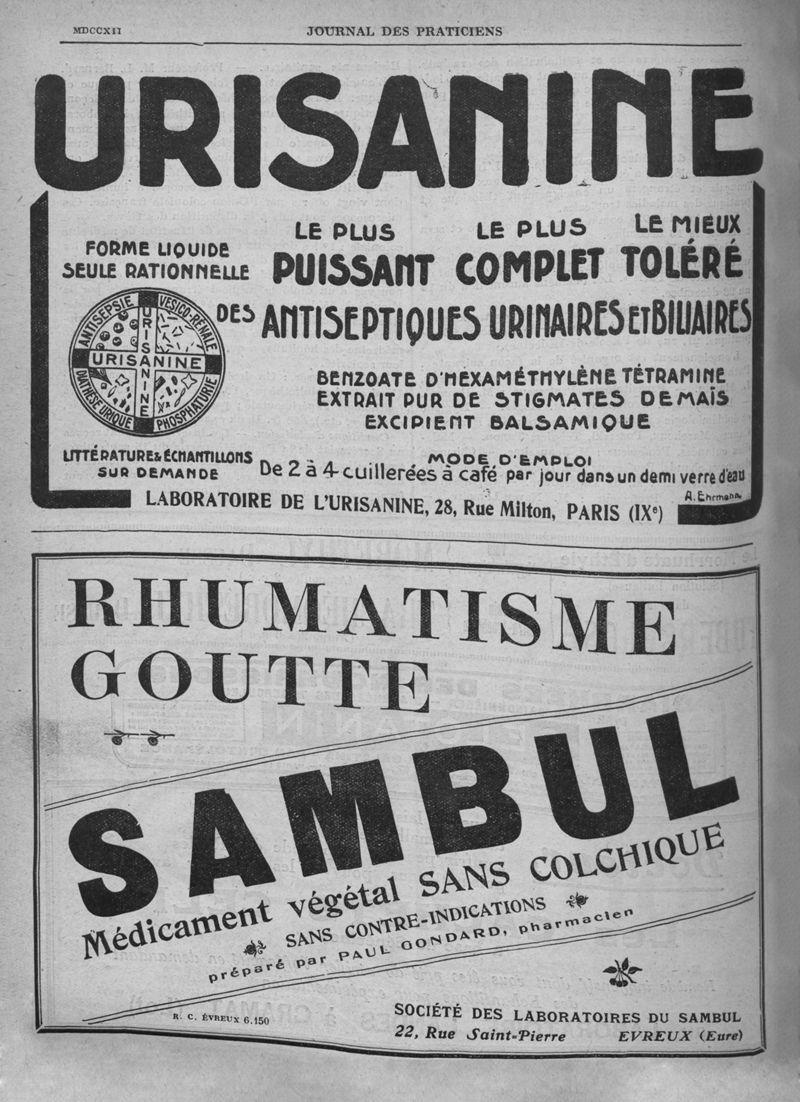 MDCCXII
JOURNAL DES PRATICIENS
URISANINE
FORME LIQUIDE
SEULE RATIONNELLE
LE PLUS
PUISSANT
LE PLUS
COMPLET
LE MIEUX
TOLÉRÉ
DES ANTISEPTIQUES URINAIRES ET BILIAIRES
ANTISEPSIE VÉSICO-RÉNALE
URISANINE
URISANINE
DIATHÈSE URIQUE PHOSPHATURIE
BENZOATE D'HEXAMÉTHYLÈNE TÉTRAMINE
EXTRAIT PUR DE STIGMATES DE MAÏS
EXCIPIENT BALSAMIQUE
LITTÉRATURE & ÉCHANTILLONS
SUR DEMANDE
MODE D'EMPLOI
De 2 à 4 cuillerées à café par jour dans un demi verre d'eau
A. Ehrmann
LABORATOIRE DE L'URISANINE, 28, Rue Milton, PARIS (IXe)
RHUMATISME
GOUTTE
SAMBUL
Médicament végétal SANS COLCHIQUE
SANS CONTRE-INDICATIONS
préparé par PAUL GONDARD, pharmacien
R. C. ÉVREUX 6.150
SOCIÉTÉ DES LABORATOIRES DU SAMBUL
22, Rue Saint-Pierre EVREUX (Eure)